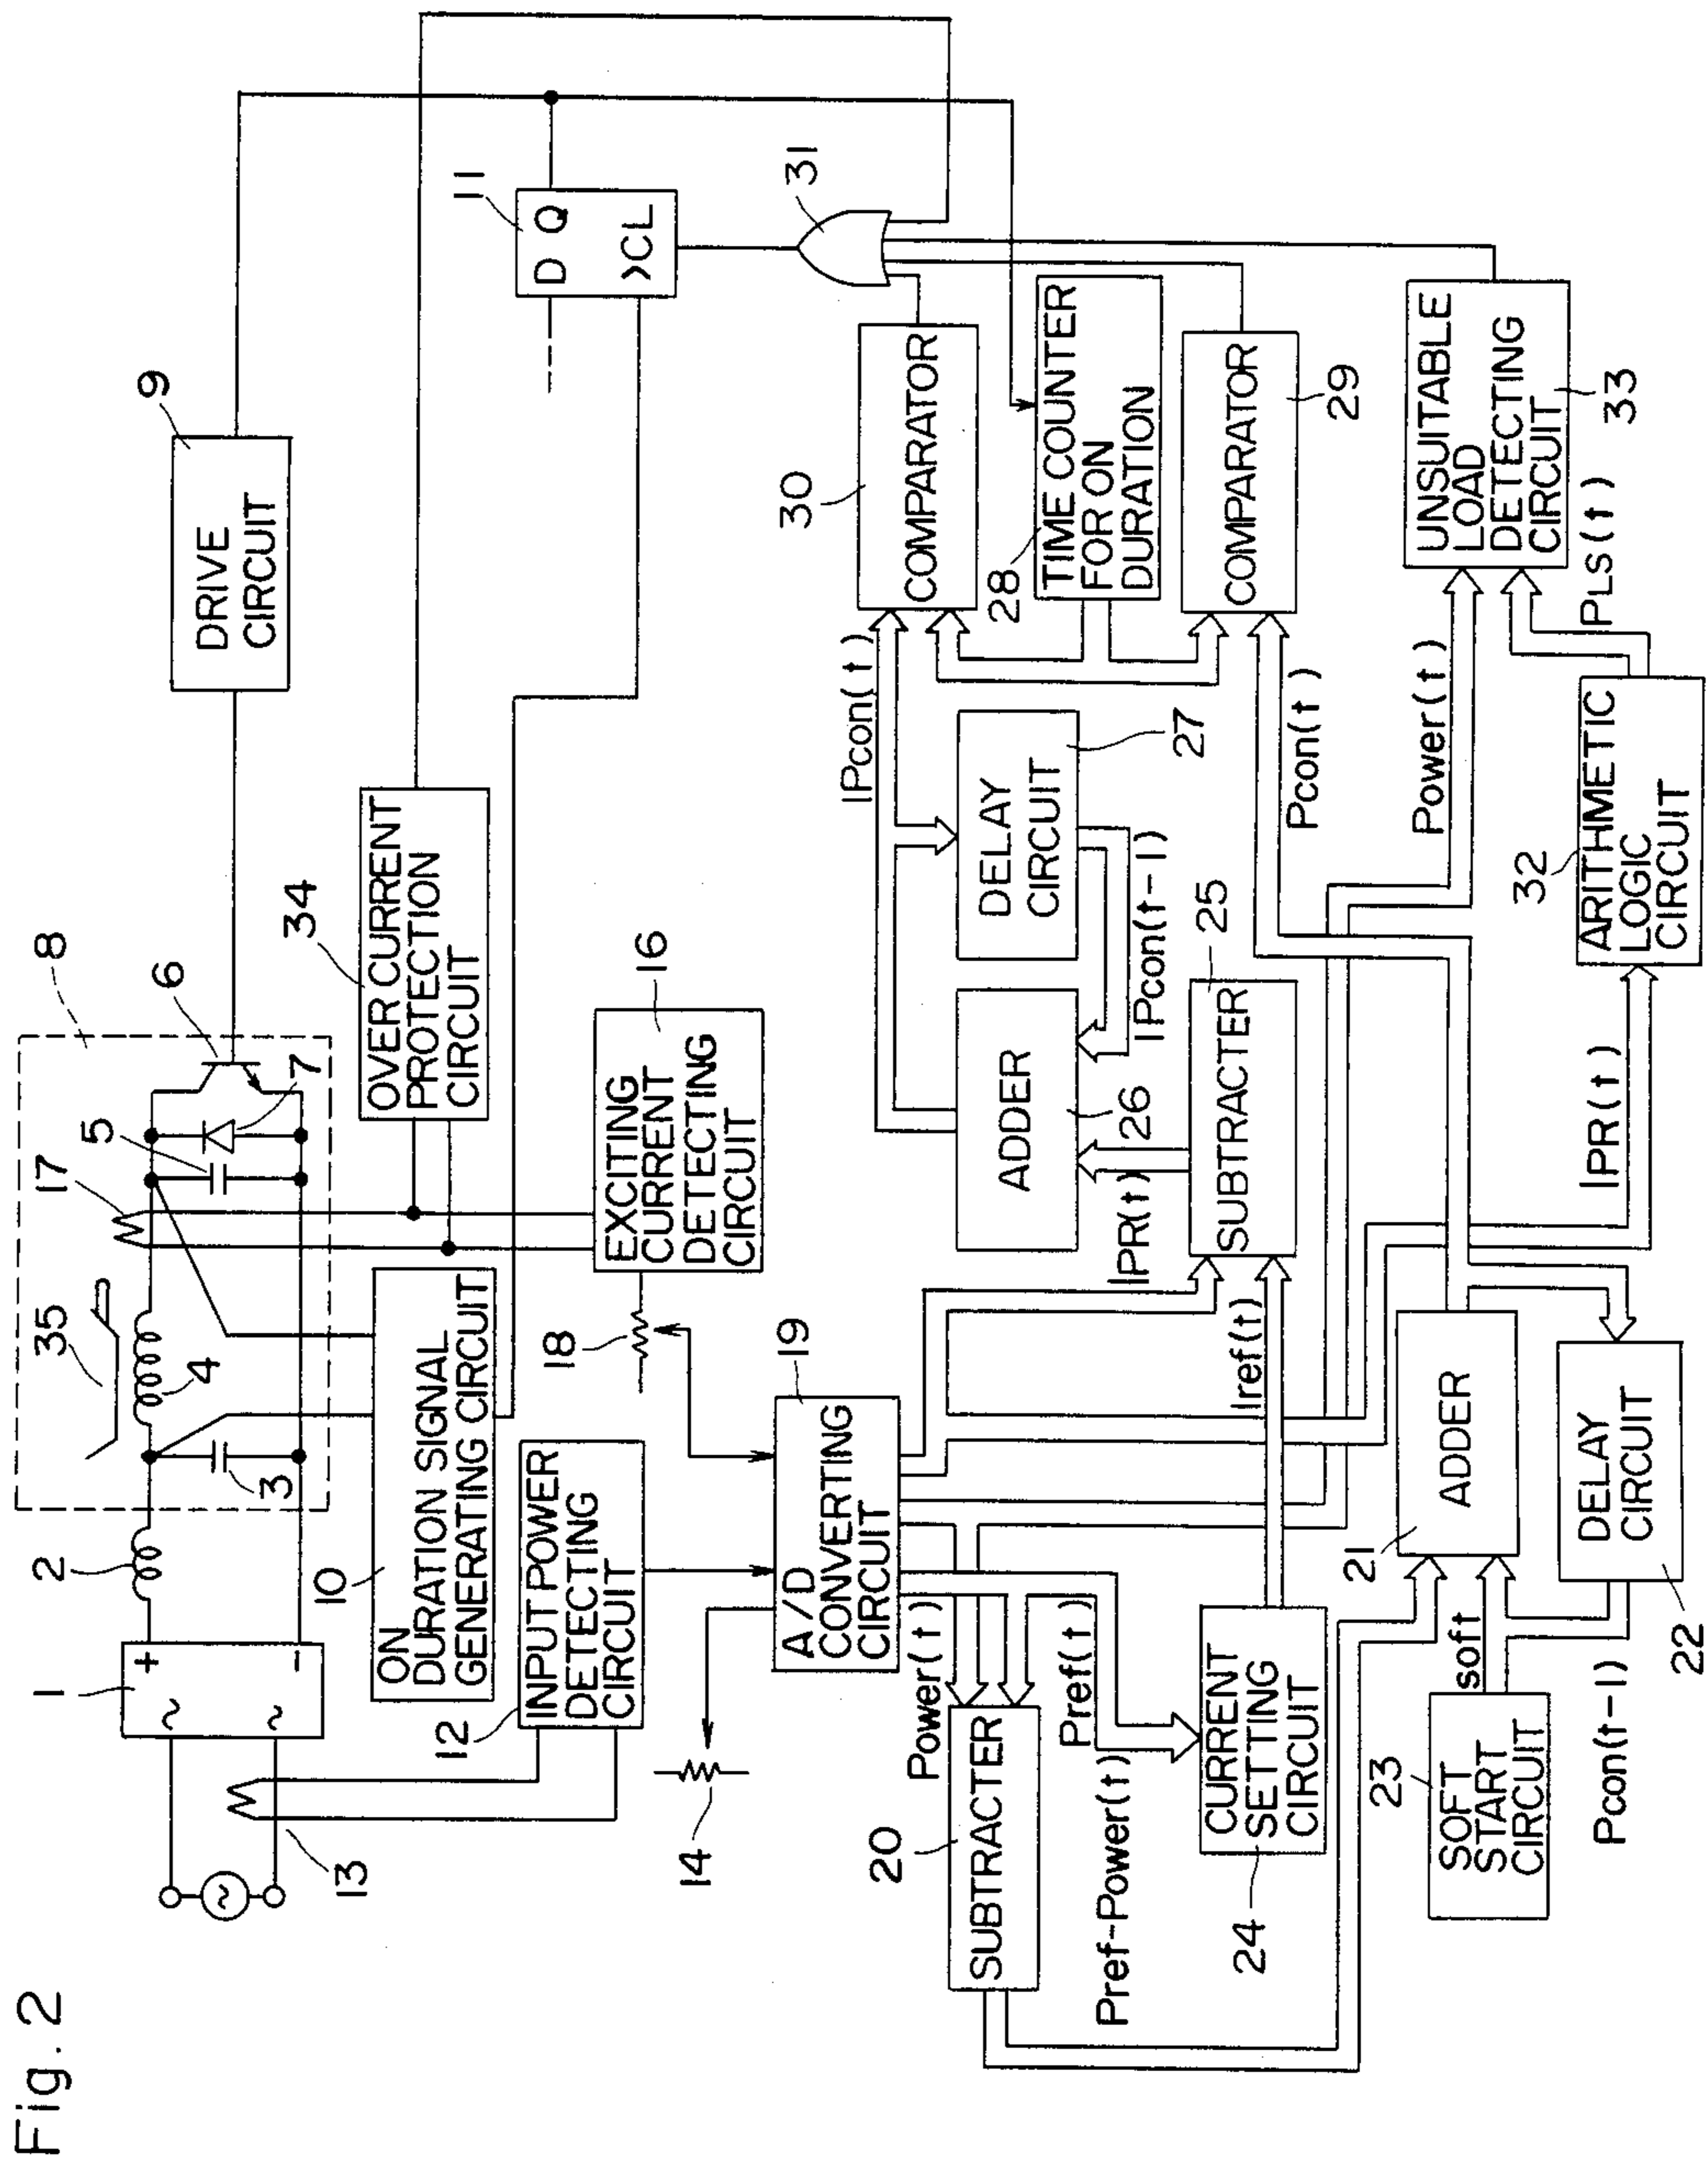 Fig. 2
1
+
-
~
~
~
13
2
3
35
4
17
5
7
6
8
9
DRIVE
CIRCUIT
10
ON
DURATION SIGNAL
GENERATING CIRCUIT
34
OVER CURRENT
PROTECTION
CIRCUIT
11
D Q
>CL
12
INPUT POWER
DETECTING
CIRCUIT
16
EXCITING
CURRENT
DETECTING
CIRCUIT
14
18
19
A/D
CONVERTING
CIRCUIT
31
30
COMPARATOR
28
TIME COUNTER
FOR ON
DURATION
COMPARATOR
29
IPcon(t)
DELAY
CIRCUIT
27
IPcon(t-1)
ADDER
26
IPR(t)
SUBTRACTER
25
Iref(t)
Power(t)
Pref(t)
20
SUBTRACTER
Pref-Power(t)
CURRENT
SETTING
CIRCUIT
24
Pcon(t)
Power(t)
UNSUITABLE
LOAD
DETECTING
CIRCUIT
33
PLS(t)
32
ARITHMETIC
LOGIC
CIRCUIT
IPR(t)
21
ADDER
soft
23
SOFT
START
CIRCUIT
DELAY
CIRCUIT
22
Pcon(t-1)